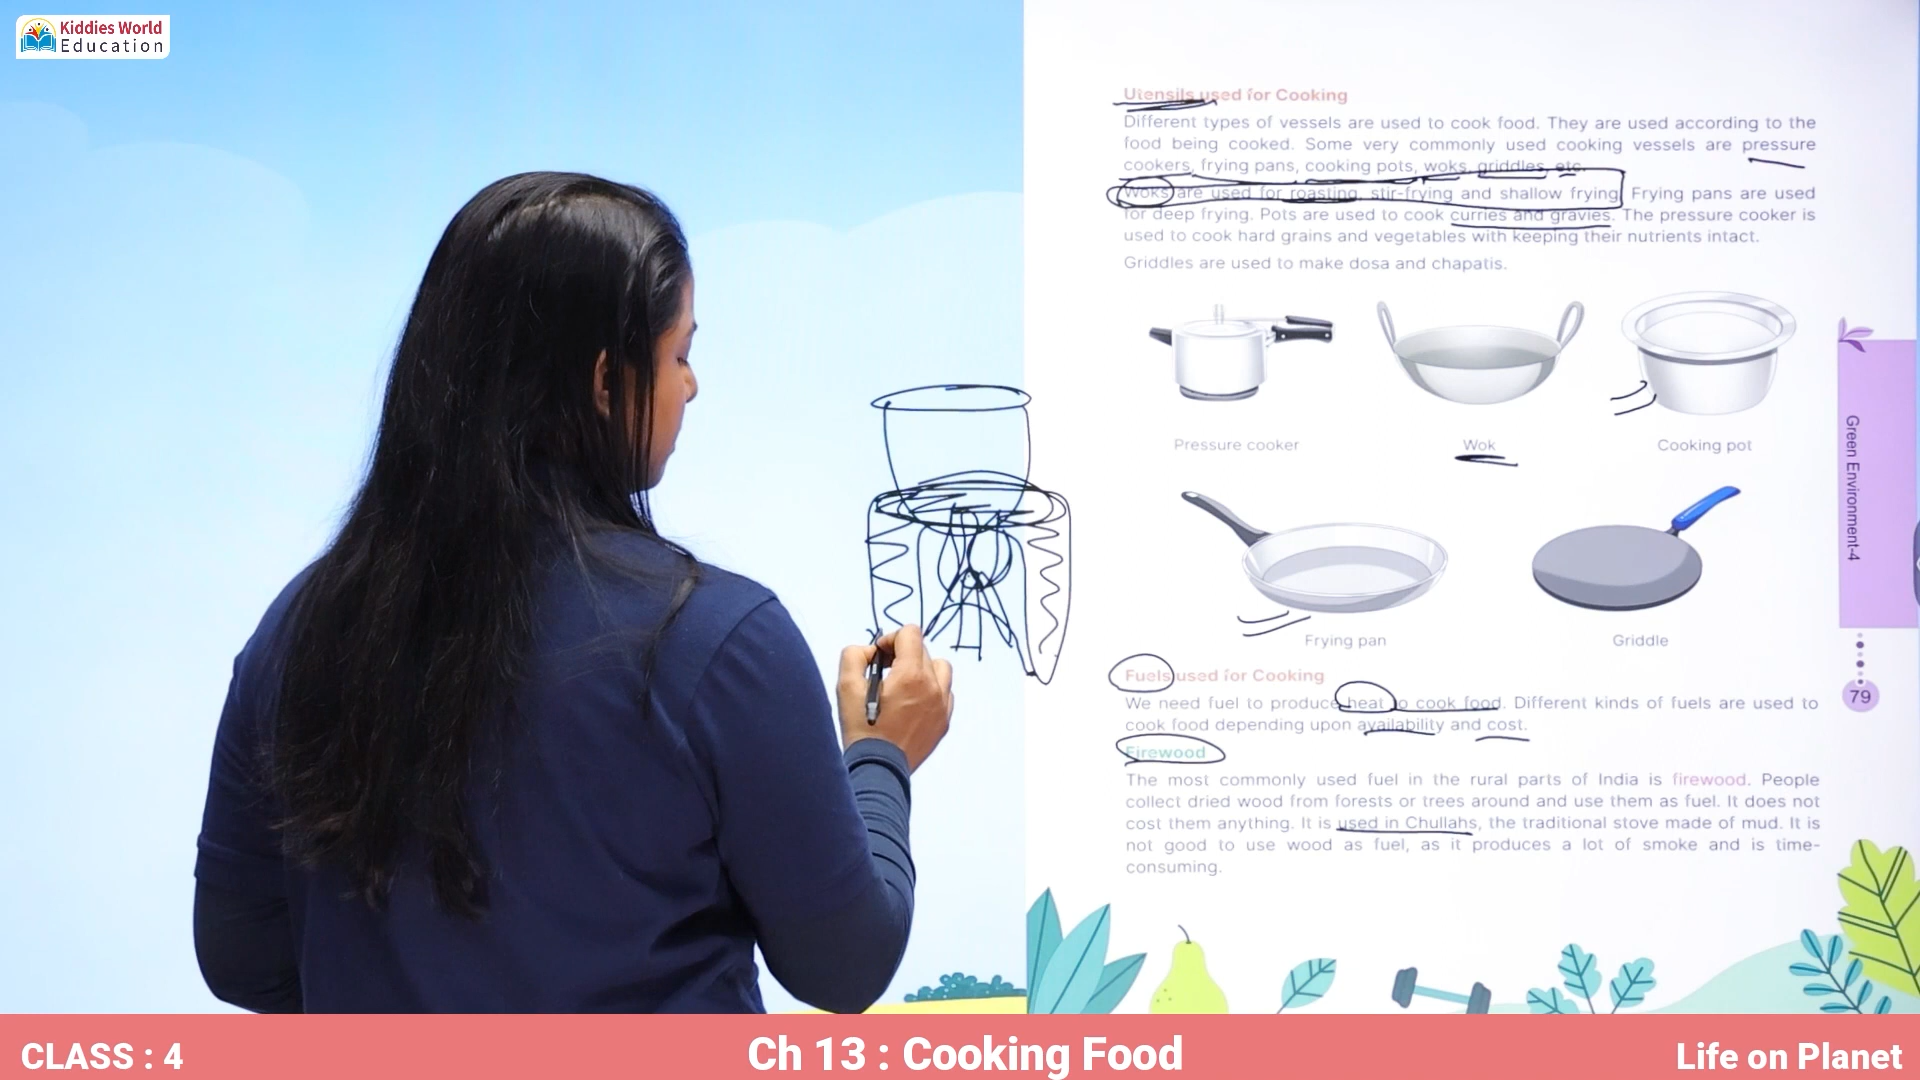 Kiddies World
Education
Utensils used for Cooking
Different types of vessels are used to cook food. They are used according to the
food being cooked. Some very commonly used cooking vessels are pressure
cookers, frying pans, cooking pots, woks, griddles, etc.
Woks are used for roasting, stir-frying and shallow frying. Frying pans are used
for deep frying. Pots are used to cook curries and gravies. The pressure cooker is
used to cook hard grains and vegetables with keeping their nutrients intact.
Griddles are used to make dosa and chapatis.
Pressure cooker
Wok
Cooking pot
Frying pan
Griddle
Green Environment-4
79
Fuels used for Cooking
We need fuel to produce heat to cook food. Different kinds of fuels are used to
cook food depending upon availability and cost.
Firewood
The most commonly used fuel in the rural parts of India is firewood. People
collect dried wood from forests or trees around and use them as fuel. It does not
cost them anything. It is used in Chullahs, the traditional stove made of mud. It is
not good to use wood as fuel, as it produces a lot of smoke and is time-
consuming.
CLASS : 4
Ch 13 : Cooking Food
Life on Planet